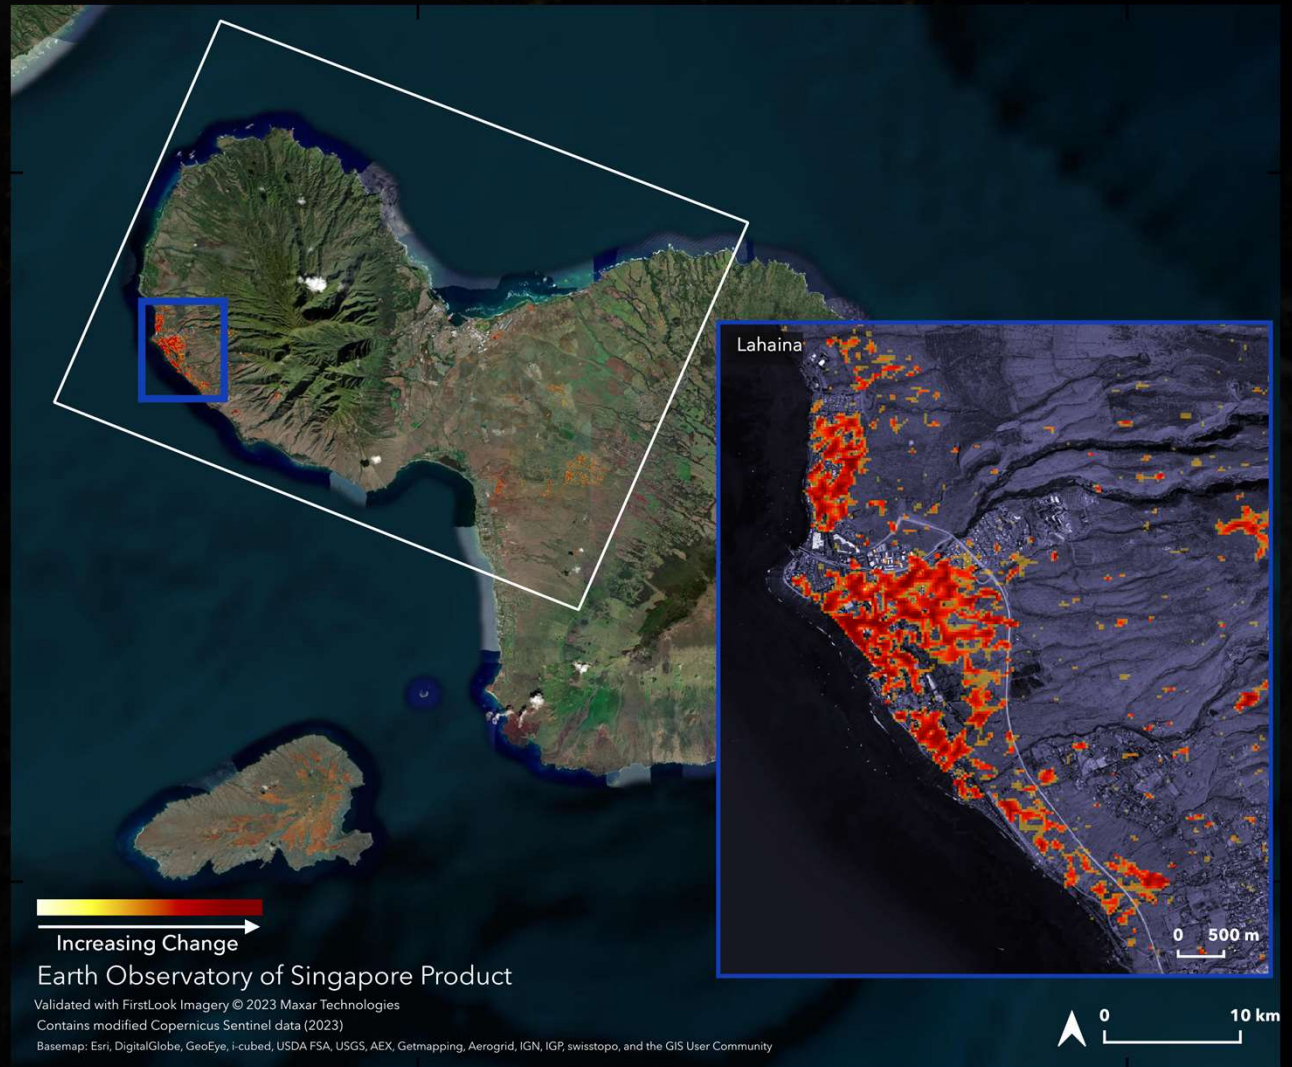 Lahaina
0 500 m
Increasing Change
Earth Observatory of Singapore Product
Validated with FirstLook Imagery © 2023 Maxar Technologies
Contains modified Copernicus Sentinel data (2023)
Basemap: Esri, DigitalGlobe, GeoEye, i-cubed, USDA FSA, USGS, AEX, Getmapping, Aerogrid, IGN, IGP, swisstopo, and the GIS User Community
0 10 km